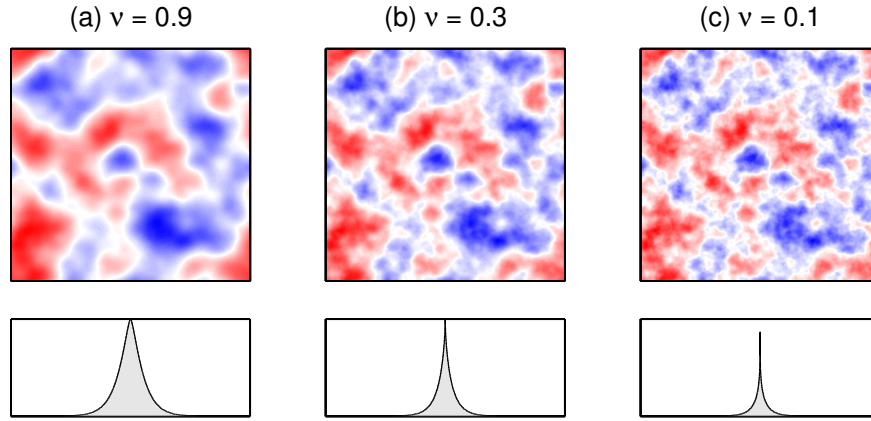 (a) ν = 0.9
(b) ν = 0.3
(c) ν = 0.1